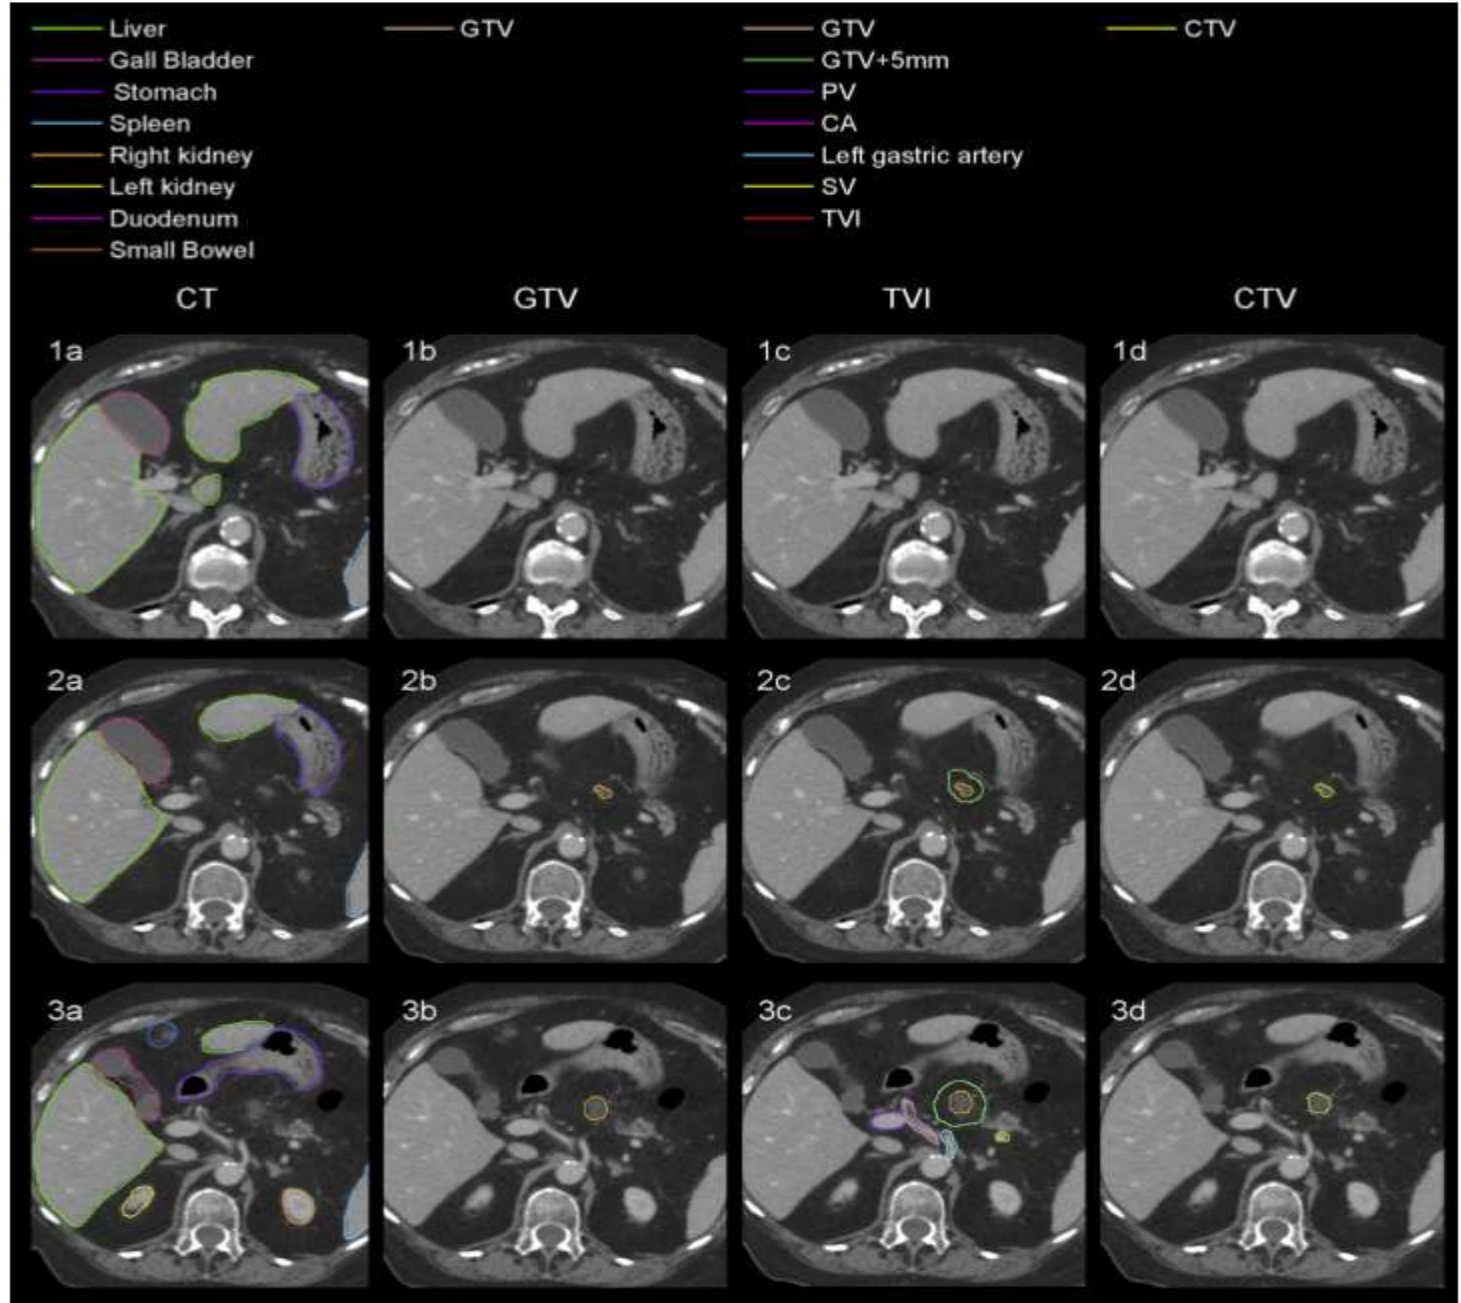 Liver
Gall Bladder
Stomach
Spleen
Right kidney
Left kidney
Duodenum
Small Bowel
GTV
GTV
GTV+5mm
PV
CA
Left gastric artery
SV
TVI
CTV
CT
GTV
TVI
CTV
1a
1b
1c
1d
2a
2b
2c
2d
3a
3b
3c
3d